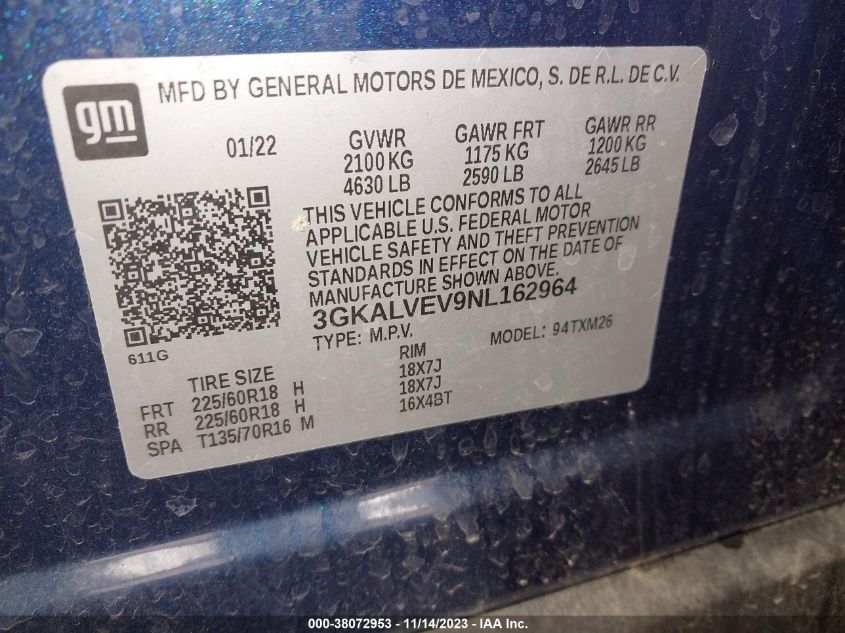 gm
MFD BY GENERAL MOTORS DE MEXICO, S. DE R.L. DE C.V.
01/22 GVWR GAWR FRT GAWR RR
2100 KG 1175 KG 1200 KG
4630 LB 2590 LB 2645 LB
THIS VEHICLE CONFORMS TO ALL
APPLICABLE U.S. FEDERAL MOTOR
VEHICLE SAFETY AND THEFT PREVENTION
STANDARDS IN EFFECT ON THE DATE OF
MANUFACTURE SHOWN ABOVE.
3GKALVEV9NL162964
TYPE: M.P.V. MODEL: 94TXM26
611G
TIRE SIZE RIM
FRT 225/60R18 H 18X7J
RR 225/60R18 H 18X7J
SPA T135/70R16 M 16X4BT
000-38072953 - 11/14/2023 - IAA Inc.